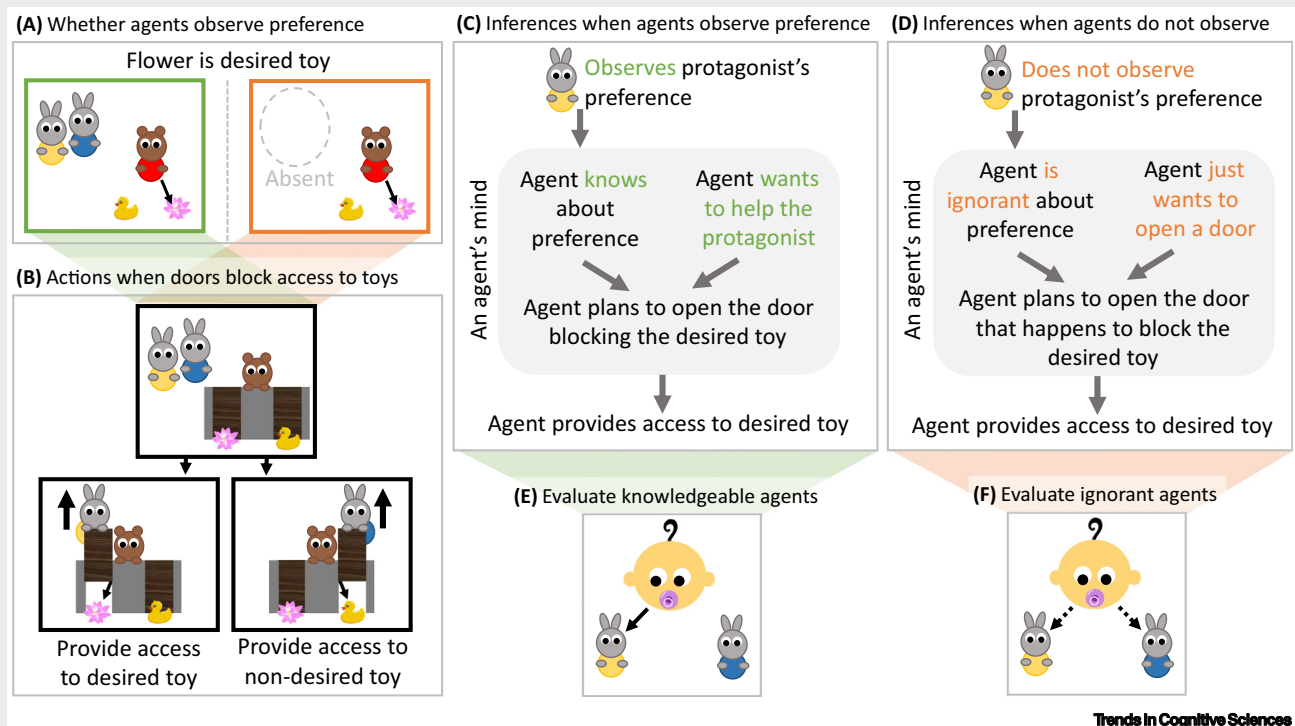 (A) Whether agents observe preference
Flower is desired toy
Absent
(B) Actions when doors block access to toys
Provide access
to desired toy
Provide access to
non-desired toy
(C) Inferences when agents observe preference
Observes protagonist's
preference
An agent's mind
Agent knows
about
preference
Agent wants
to help the
protagonist
Agent plans to open the door
blocking the desired toy
Agent provides access to desired toy
(D) Inferences when agents do not observe
Does not observe
protagonist's preference
An agent's mind
Agent is
ignorant about
preference
Agent just
wants to
open a door
Agent plans to open the door
that happens to block the
desired toy
Agent provides access to desired toy
(E) Evaluate knowledgeable agents
(F) Evaluate ignorant agents
Trends in Cognitive Sciences